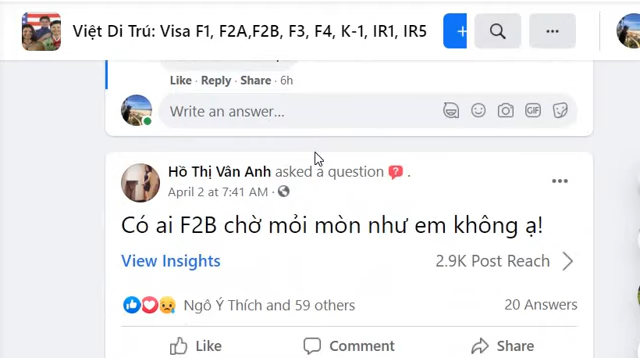 Việt Di Trú: Visa F1, F2A,F2B, F3, F4, K-1, IR1, IR5
Like · Reply · Share · 6h
Write an answer...
GIF
Hồ Thị Vân Anh asked a question ? .
April 2 at 7:41 AM ·
Có ai F2B chờ mỏi mòn như em không ạ!
View Insights
2.9K Post Reach
Ngô Ý Thích and 59 others
20 Answers
Like
Comment
Share